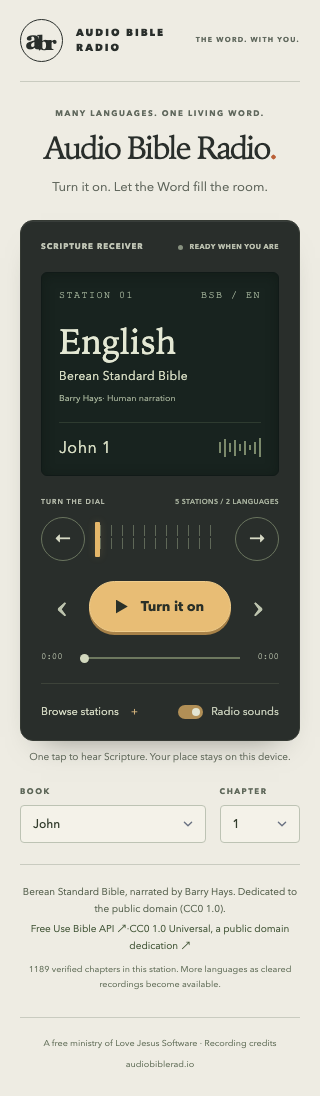 abr
AUDIO BIBLE
RADIO
THE WORD. WITH YOU.
MANY LANGUAGES. ONE LIVING WORD.
Audio Bible Radio.
Turn it on. Let the Word fill the room.
SCRIPTURE RECEIVER
READY WHEN YOU ARE
STATION 01
BSB / EN
English
Berean Standard Bible
Barry Hays· Human narration
John 1
TURN THE DIAL
5 STATIONS / 2 LANGUAGES
Turn it on
0:00
0:00
Browse stations +
Radio sounds
One tap to hear Scripture. Your place stays on this device.
BOOK
CHAPTER
John
1
Berean Standard Bible, narrated by Barry Hays. Dedicated to
the public domain (CC0 1.0).
Free Use Bible API ↗·CC0 1.0 Universal, a public domain
dedication ↗
1189 verified chapters in this station. More languages as cleared
recordings become available.
A free ministry of Love Jesus Software · Recording credits
audiobiblerad.io